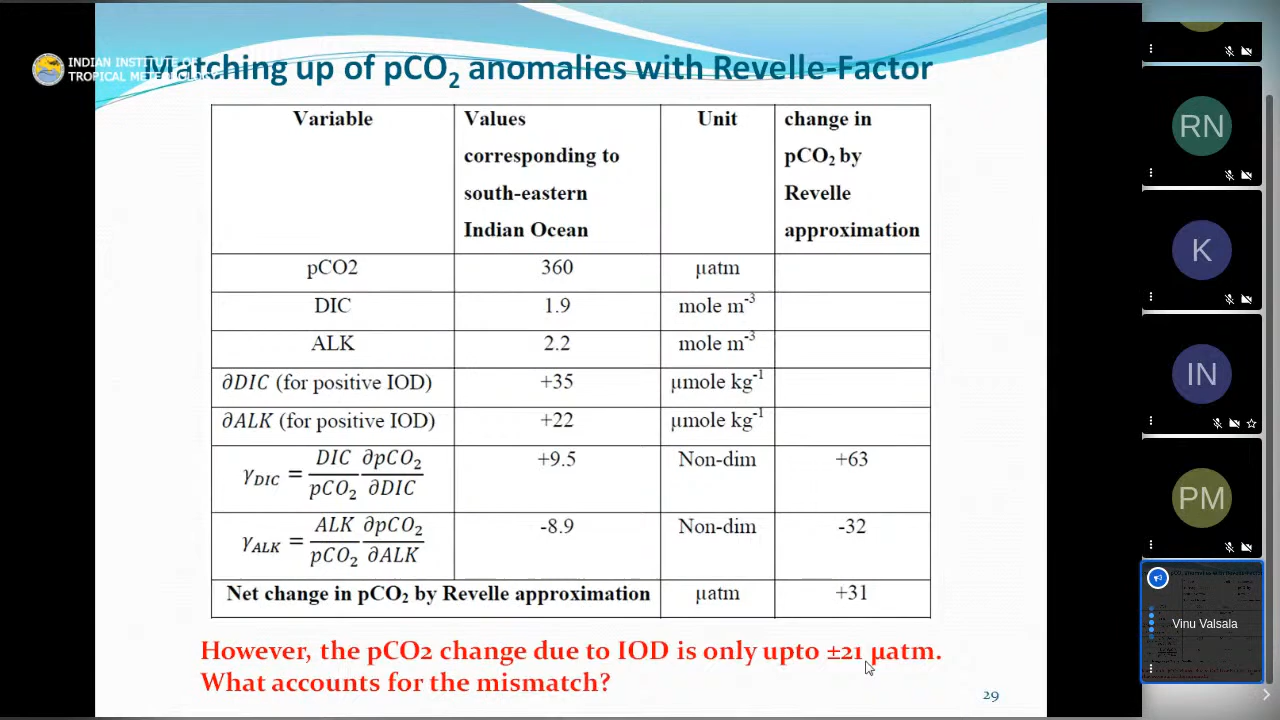 INDIAN INSTITUTE OF
TROPICAL METEOROLOGY
Matching up of pCO₂ anomalies with Revelle-Factor
Variable
Values corresponding to south-eastern Indian Ocean
Unit
change in pCO₂ by Revelle approximation
pCO2 360 µatm
DIC 1.9 mole m⁻³
ALK 2.2 mole m⁻³
∂DIC (for positive IOD) +35 µmole kg⁻¹
∂ALK (for positive IOD) +22 µmole kg⁻¹
γ_DIC = DIC/pCO₂ ∂pCO₂/∂DIC +9.5 Non-dim +63
γ_ALK = ALK/pCO₂ ∂pCO₂/∂ALK -8.9 Non-dim -32
Net change in pCO₂ by Revelle approximation µatm +31
However, the pCO2 change due to IOD is only upto ±21 µatm.
What accounts for the mismatch?
29
RN
K
IN
PM
Vinu Valsala